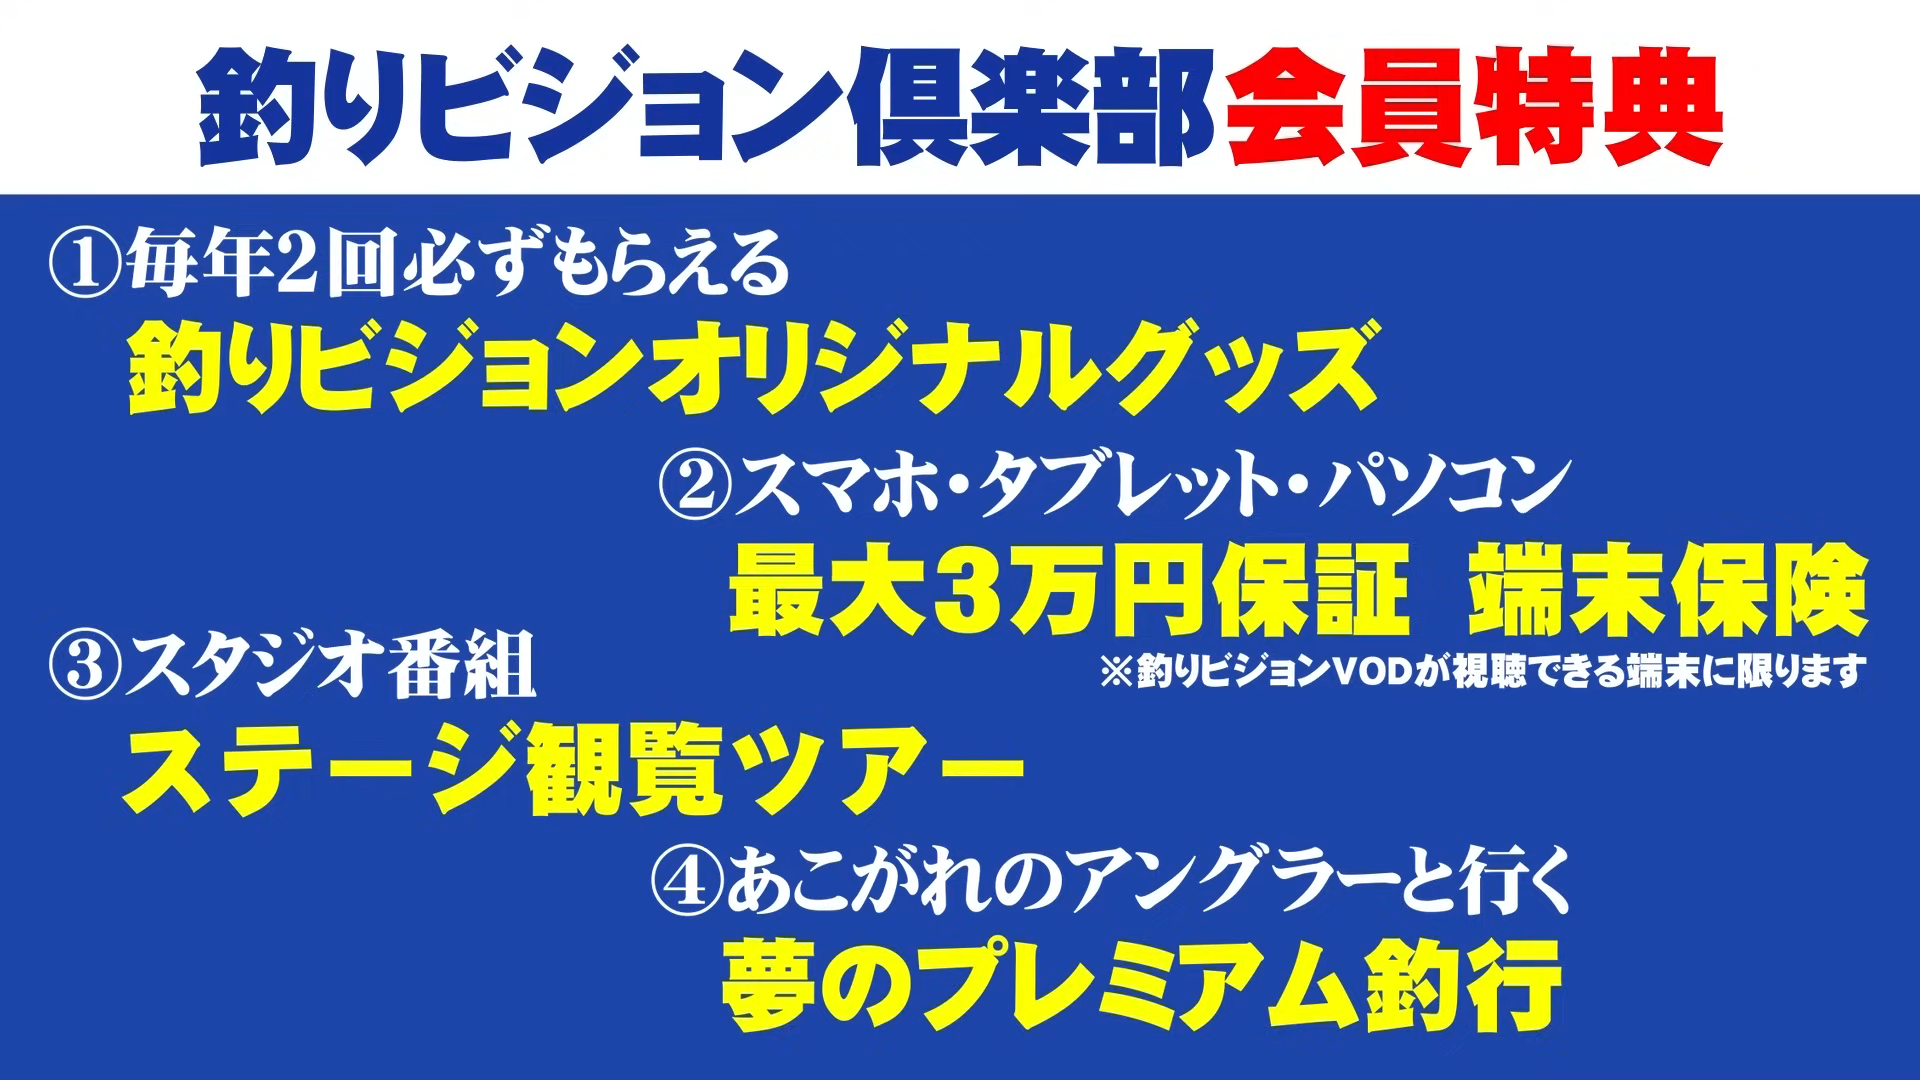 釣りビジョン倶楽部会員特典
①毎年2回必ずもらえる
釣りビジョンオリジナルグッズ
②スマホ・タブレット・パソコン
最大3万円保証 端末保険
※釣りビジョンVODが視聴できる端末に限ります
③スタジオ番組
ステージ観覧ツアー
④あこがれのアングラーと行く
夢のプレミアム釣行